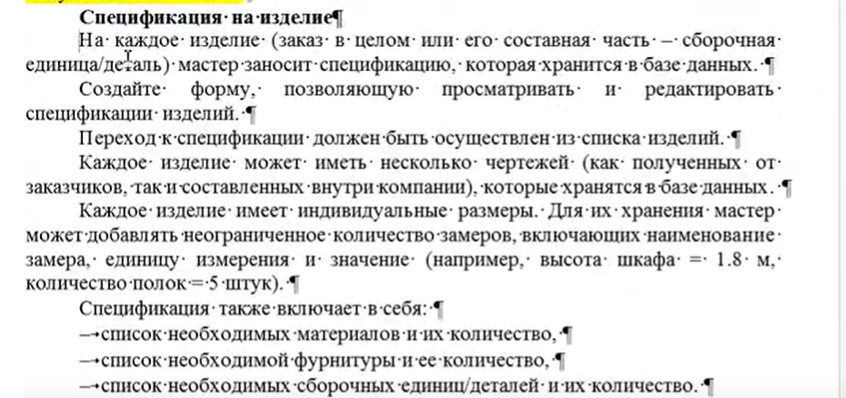 Спецификация на изделие¶
На каждое изделие (заказ в целом или его составная часть – сборочная
единица/деталь) мастер заносит спецификацию, которая хранится в базе данных. ¶
Создайте форму, позволяющую просматривать и редактировать
спецификации изделий. ¶
Переход к спецификации должен быть осуществлен из списка изделий. ¶
Каждое изделие может иметь несколько чертежей (как полученных от
заказчиков, так и составленных внутри компании), которые хранятся в базе данных. ¶
Каждое изделие имеет индивидуальные размеры. Для их хранения мастер
может добавлять неограниченное количество замеров, включающих наименование
замера, единицу измерения и значение (например, высота шкафа = 1.8 м,
количество полок = 5 штук). ¶
Спецификация также включает в себя: ¶
–→список необходимых материалов и их количество, ¶
–→список необходимой фурнитуры и ее количество, ¶
–→список необходимых сборочных единиц/деталей и их количество. ¶